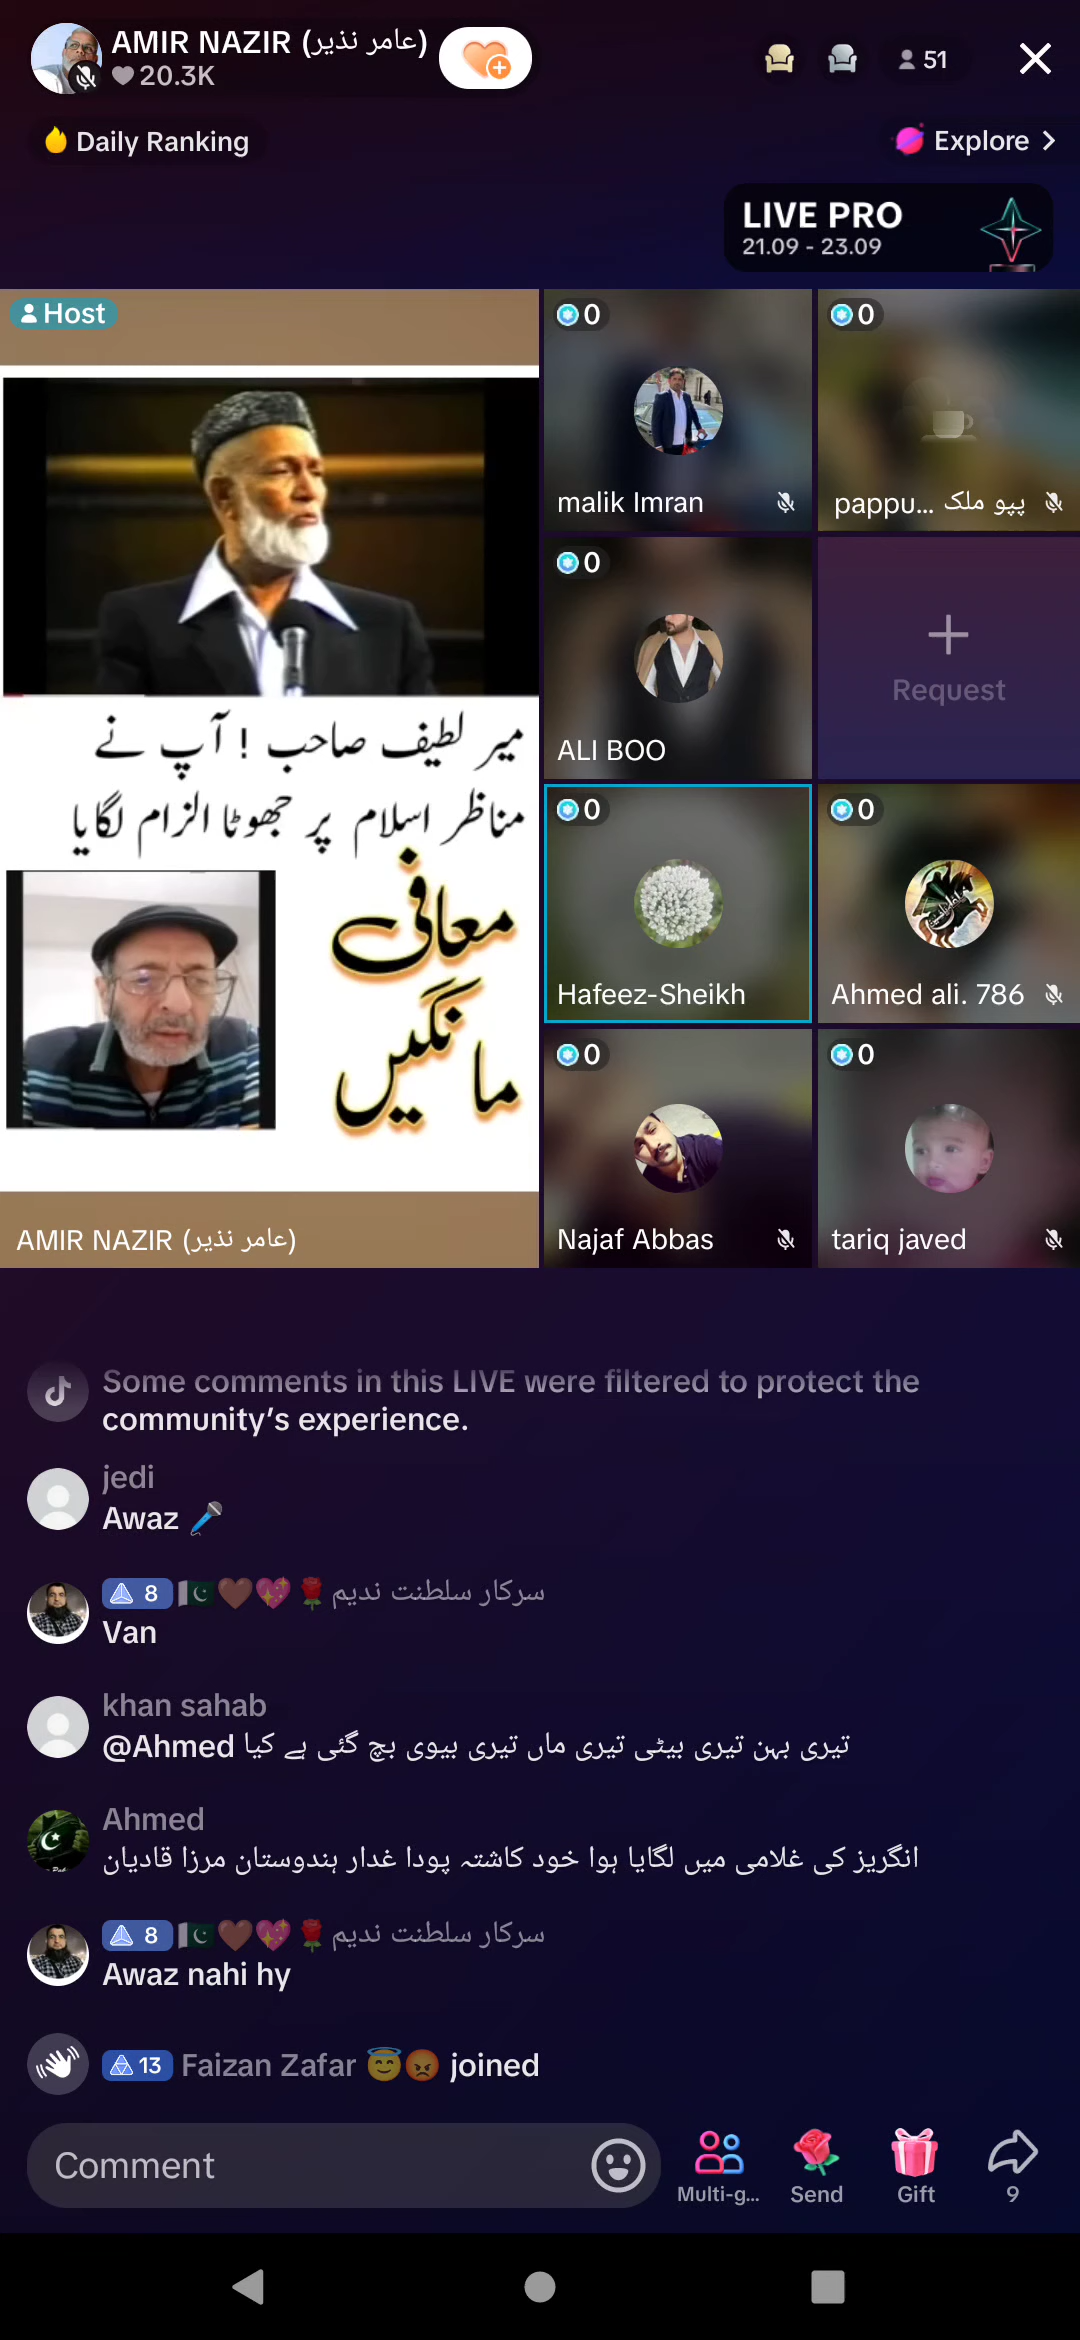 AMIR NAZIR (عامر نذیر)
20.3K
51
Daily Ranking
Explore
LIVE PRO
21.09 - 23.09
Host
میر لطیف صاحب ! آپ نے
مناظر اسلام پر جھوٹا الزام لگایا
معافی
مانگیں
AMIR NAZIR (عامر نذیر)
0
malik Imran
0
pappu... پپو ملک
0
ALI BOO
Request
0
Hafeez-Sheikh
0
Ahmed ali. 786
0
Najaf Abbas
0
tariq javed
Some comments in this LIVE were filtered to protect the
community's experience.
jedi
Awaz 🎤
8 🇵🇰🤎💖🌹سرکار سلطنت ندیم
Van
khan sahab
@Ahmed تیری بہن تیری بیٹی تیری ماں تیری بیوی بچ گئی ہے کیا
Ahmed
انگریز کی غلامی میں لگایا ہوا خود کاشتہ پودا غدار ہندوستان مرزا قادیان
8 🇵🇰🤎💖🌹سرکار سلطنت ندیم
Awaz nahi hy
13 Faizan Zafar 😇😡 joined
Comment
Multi-g...
Send
Gift
9